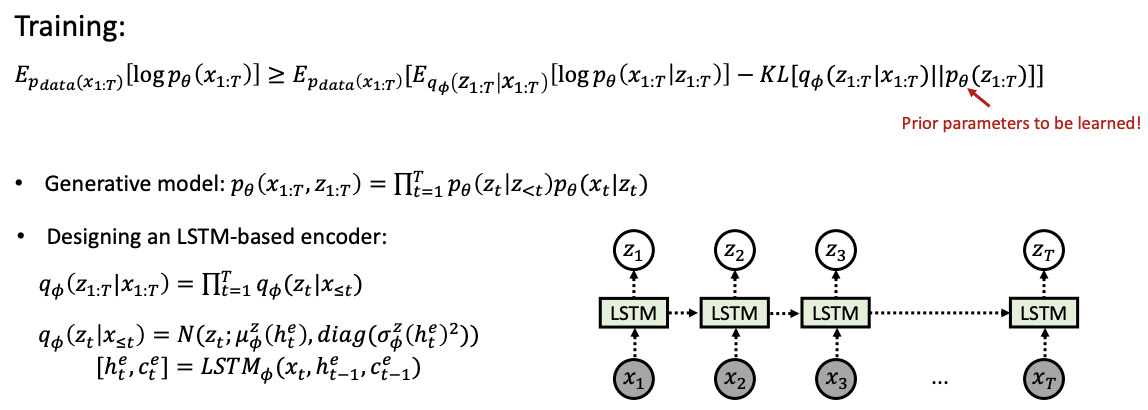 Training:
$E_{p_{data}(x_{1:T})}[\log p_\theta(x_{1:T})] \geq E_{p_{data}(x_{1:T})}[E_{q_\phi(z_{1:T}|x_{1:T})}[\log p_\theta(x_{1:T}|z_{1:T})] - KL[q_\phi(z_{1:T}|x_{1:T})||p_\theta(z_{1:T})]]$
Prior parameters to be learned!
• Generative model: $p_\theta(x_{1:T}, z_{1:T}) = \prod_{t=1}^{T} p_\theta(z_t|z_{<t})p_\theta(x_t|z_t)$
• Designing an LSTM-based encoder:
$q_\phi(z_{1:T}|x_{1:T}) = \prod_{t=1}^{T} q_\phi(z_t|x_{\leq t})$
$q_\phi(z_t|x_{\leq t}) = N(z_t; \mu_\phi^z(h_t^e), diag(\sigma_\phi^z(h_t^e)^2))$
$[h_t^e, c_t^e] = LSTM_\phi(x_t, h_{t-1}^e, c_{t-1}^e)$
$z_1$ $z_2$ $z_3$ $z_T$
LSTM LSTM LSTM LSTM
$x_1$ $x_2$ $x_3$ ... $x_T$